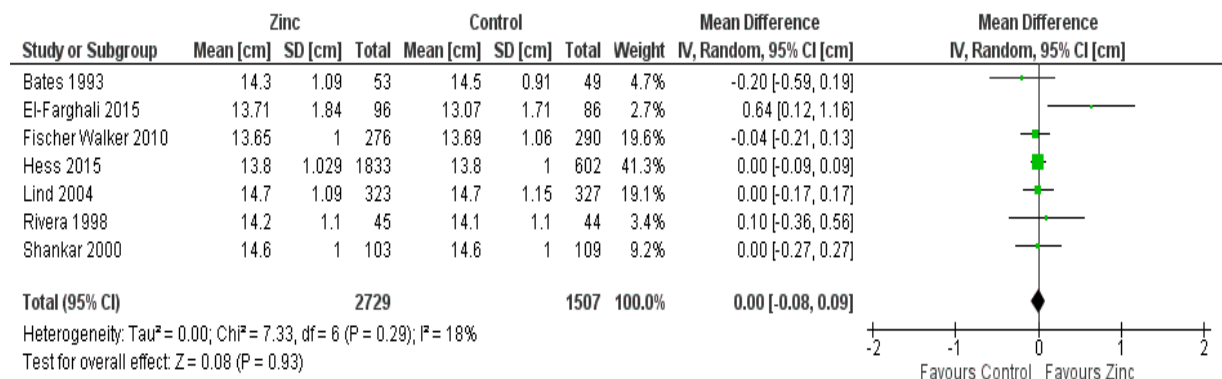 Zinc Control Mean Difference Mean Difference
Study or Subgroup Mean [cm] SD [cm] Total Mean [cm] SD [cm] Total Weight IV, Random, 95% CI [cm] IV, Random, 95% CI [cm]
Bates 1993 14.3 1.09 53 14.5 0.91 49 4.7% -0.20 [-0.59, 0.19]
El-Farghali 2015 13.71 1.84 96 13.07 1.71 86 2.7% 0.64 [0.12, 1.16]
Fischer Walker 2010 13.65 1 276 13.69 1.06 290 19.6% -0.04 [-0.21, 0.13]
Hess 2015 13.8 1.029 1833 13.8 1 602 41.3% 0.00 [-0.09, 0.09]
Lind 2004 14.7 1.09 323 14.7 1.15 327 19.1% 0.00 [-0.17, 0.17]
Rivera 1998 14.2 1.1 45 14.1 1.1 44 3.4% 0.10 [-0.36, 0.56]
Shankar 2000 14.6 1 103 14.6 1 109 9.2% 0.00 [-0.27, 0.27]
Total (95% CI) 2729 1507 100.0% 0.00 [-0.08, 0.09]
Heterogeneity: Tau² = 0.00; Chi² = 7.33, df = 6 (P = 0.29); I² = 18%
Test for overall effect: Z = 0.08 (P = 0.93)
-2 -1 0 1 2
Favours Control Favours Zinc